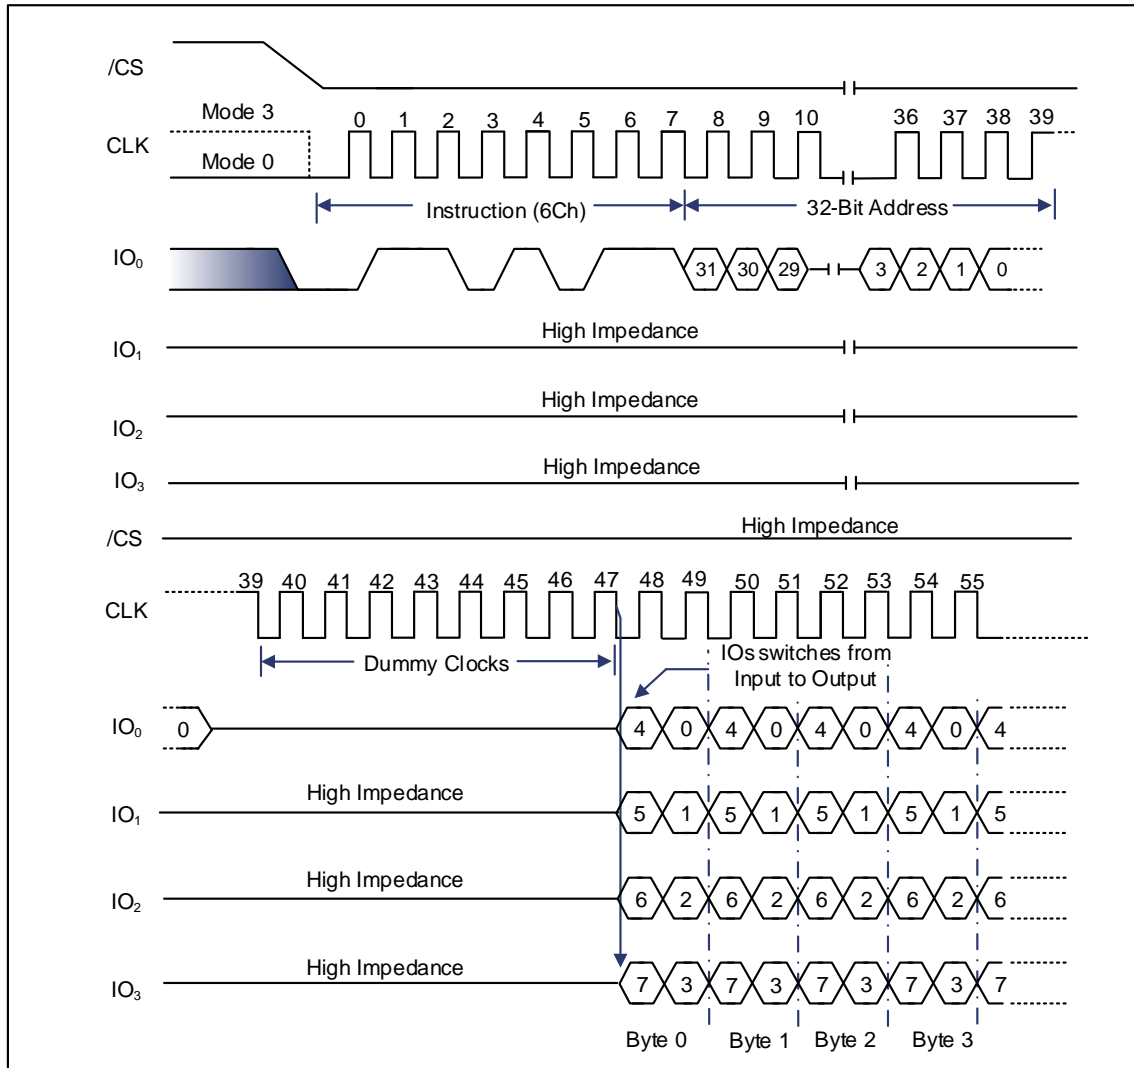 /CS
Mode 3
CLK
Mode 0
0 1 2 3 4 5 6 7 8 9 10 36 37 38 39
Instruction (6Ch) 32-Bit Address
IO0 31 30 29 3 2 1 0
High Impedance
IO1
High Impedance
IO2
High Impedance
IO3
/CS High Impedance
39 40 41 42 43 44 45 46 47 48 49 50 51 52 53 54 55
CLK
Dummy Clocks
IOs switches from
Input to Output
IO0 0 4 0 4 0 4 0 4 0 4
High Impedance
IO1 5 1 5 1 5 1 5 1 5
High Impedance
IO2 6 2 6 2 6 2 6 2 6
High Impedance
IO3 7 3 7 3 7 3 7 3 7
Byte 0 Byte 1 Byte 2 Byte 3